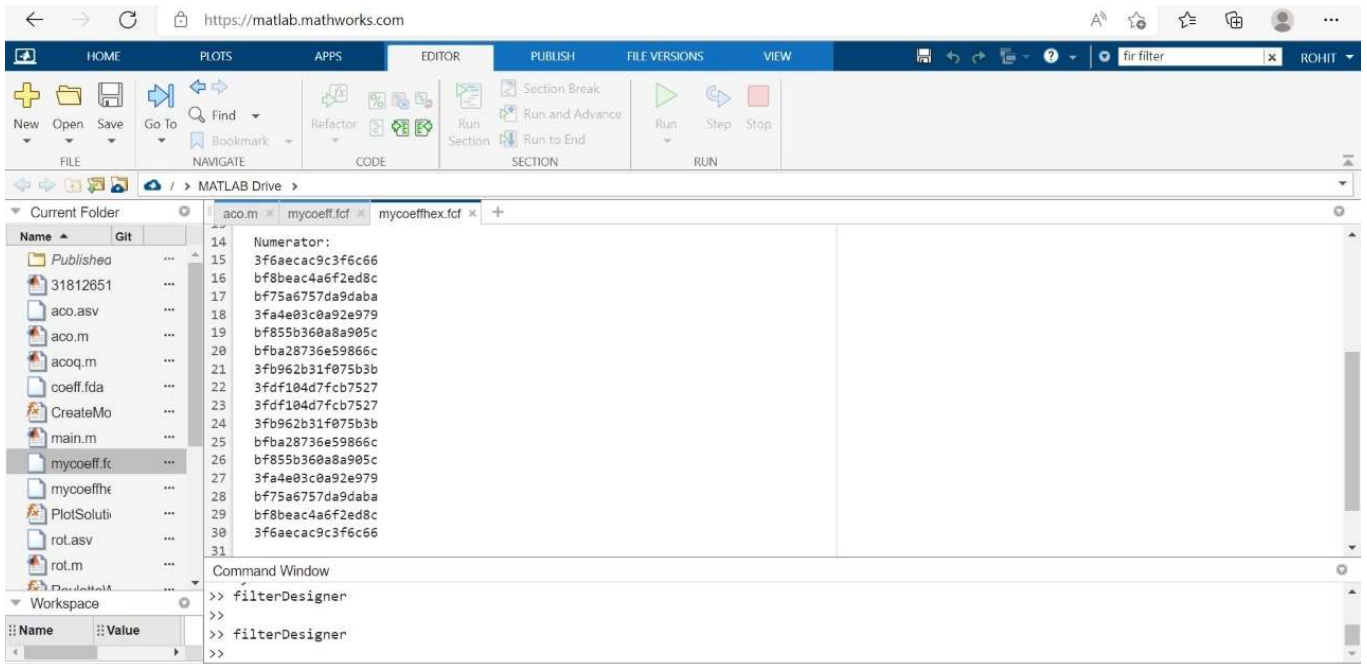 https://matlab.mathworks.com
HOME PLOTS APPS EDITOR PUBLISH FILE VERSIONS VIEW fir filter ROHIT
New Open Save Go To Find Bookmark Refactor Run Section Section Break Run and Advance Run to End Run Step Stop
FILE NAVIGATE CODE SECTION RUN
/ > MATLAB Drive >
Current Folder
Name Git
Published
31812651
aco.asv
aco.m
acoq.m
coeff.fda
CreateMo
main.m
mycoeff.fc
mycoeffhe
PlotSoluti
rot.asv
rot.m
Workspace
Name Value
aco.m mycoeff.fcf mycoeffhex.fcf
14 Numerator:
15 3f6aecac9c3f6c66
16 bf8beac4a6f2ed8c
17 bf75a6757da9daba
18 3fa4e03c0a92e979
19 bf855b360a8a905c
20 bfba28736e59866c
21 3fb962b31f075b3b
22 3fdf104d7fcb7527
23 3fdf104d7fcb7527
24 3fb962b31f075b3b
25 bfba28736e59866c
26 bf855b360a8a905c
27 3fa4e03c0a92e979
28 bf75a6757da9daba
29 bf8beac4a6f2ed8c
30 3f6aecac9c3f6c66
31
Command Window
>> filterDesigner
>>
>> filterDesigner
>>